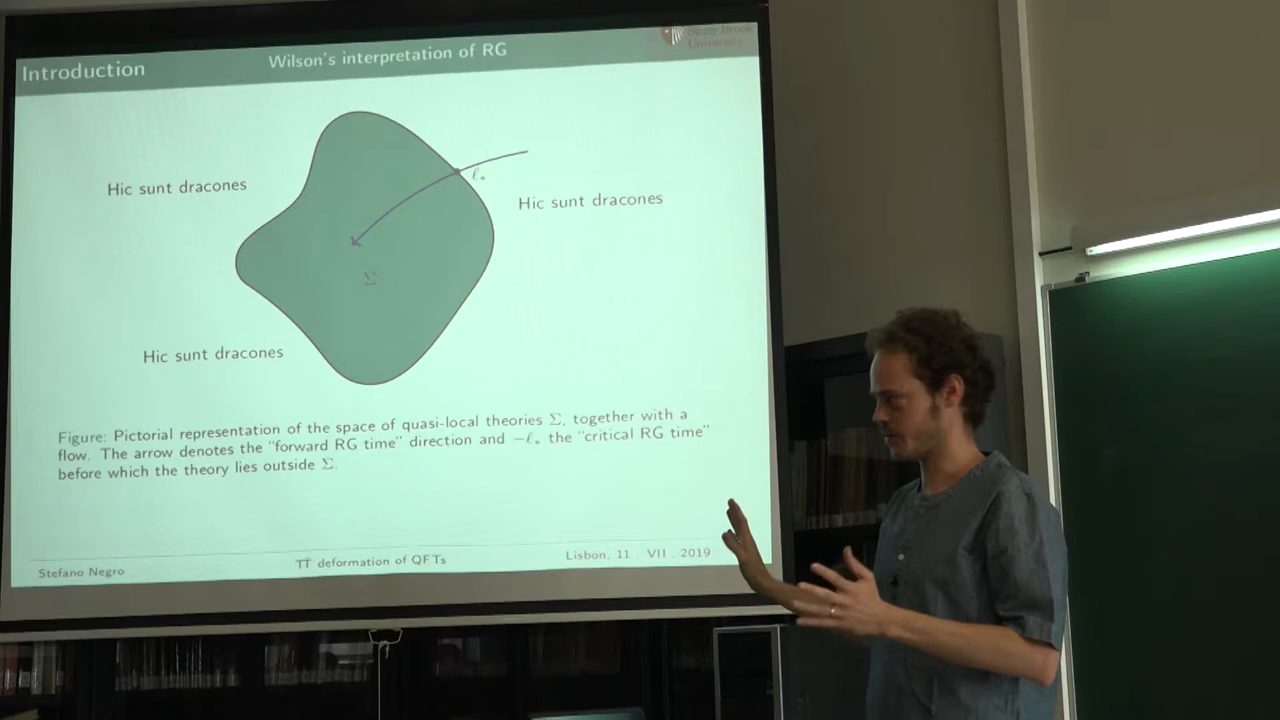 Introduction
Wilson's interpretation of RG
Stony Brook
University
Hic sunt dracones
ℓ*
Hic sunt dracones
Σ
Hic sunt dracones
Figure: Pictorial representation of the space of quasi-local theories Σ, together with a
flow. The arrow denotes the "forward RG time" direction and −ℓ* the "critical RG time"
before which the theory lies outside Σ.
Stefano Negro
TT̄ deformation of QFTs
Lisbon, 11 VII . 2019